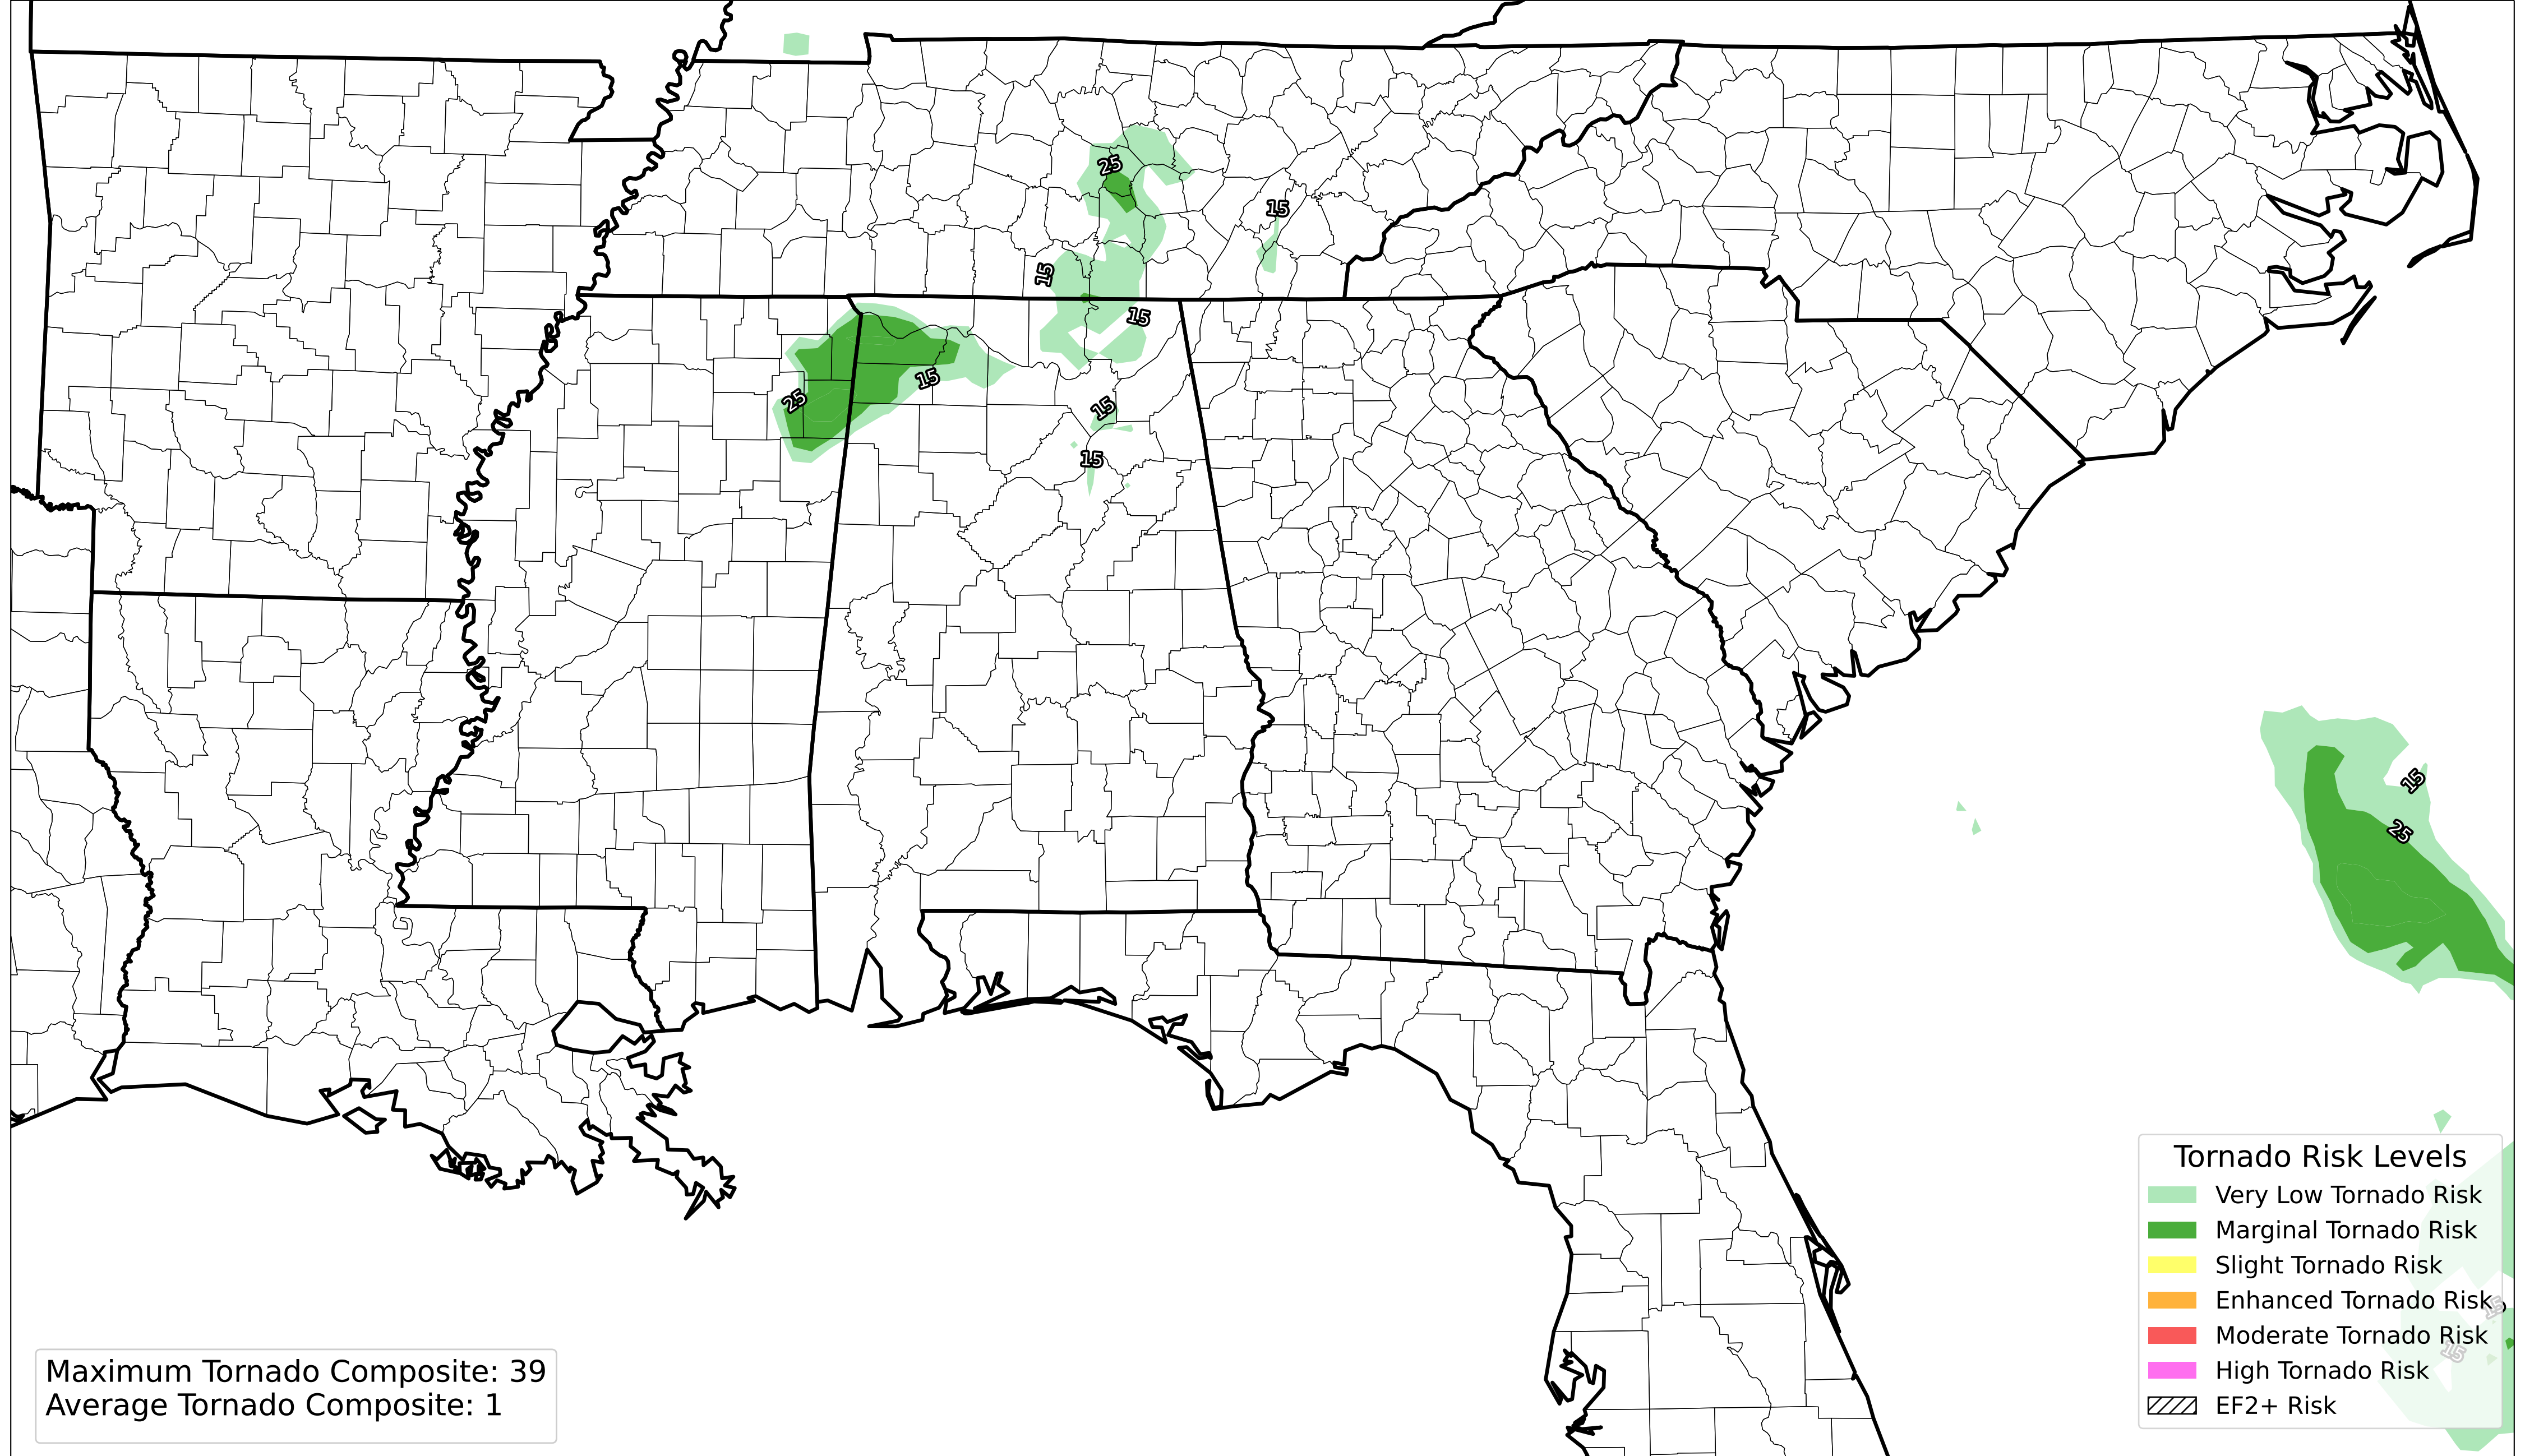 25
15
15
15
15
25
15
15
15
25
Tornado Risk Levels
Very Low Tornado Risk
Marginal Tornado Risk
Slight Tornado Risk
Enhanced Tornado Risk
15
Moderate Tornado Risk
15
High Tornado Risk
EF2+ Risk
Maximum Tornado Composite: 39
Average Tornado Composite: 1